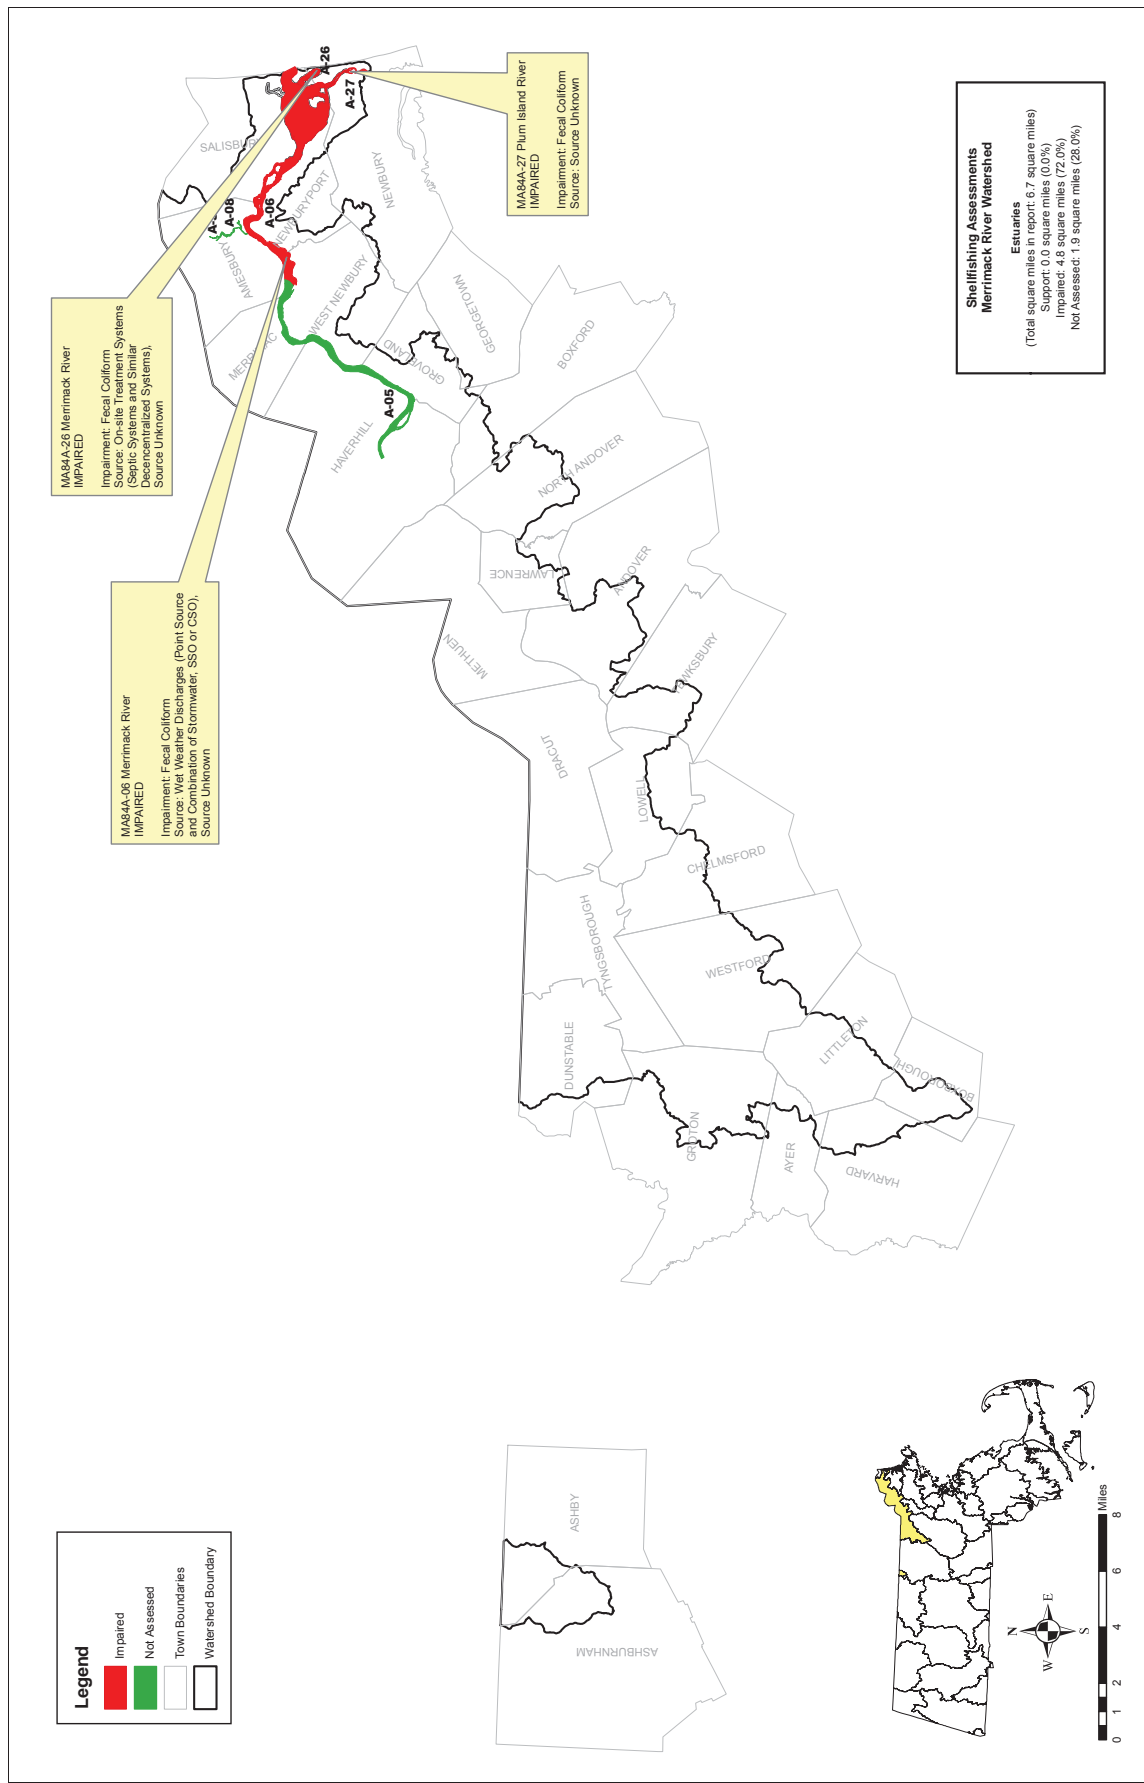 Legend
Impaired
Not Assessed
Town Boundaries
Watershed Boundary
MA84A-06 Merrimack River
IMPAIRED
Impairment: Fecal Coliform
Source: Wet Weather Discharges (Point Source
and Combination of Stormwater, SSO or CSO),
Source Unknown
MA84A-26 Merrimack River
IMPAIRED
Impairment: Fecal Coliform
Source: On-site Treatment Systems
(Septic Systems and Similar
Decencentralized Systems),
Source Unknown
MA84A-27 Plum Island River
IMPAIRED
Impairment: Fecal Coliform
Source: Source Unknown
SALISBURY
A-26
A-27
A-08
A-06
AMESBURY
NEWBURYPORT
NEWBURY
MERRIMAC
WEST NEWBURY
GROVELAND
GEORGETOWN
BOXFORD
A-05
HAVERHILL
NORTH ANDOVER
LAWRENCE
ANDOVER
METHUEN
TEWKSBURY
DRACUT
LOWELL
CHELMSFORD
TYNGSBOROUGH
WESTFORD
DUNSTABLE
LITTLETON
BOXBOROUGH
GROTON
AYER
HARVARD
ASHBY
ASHBURNHAM
Shellfishing Assessments
Merrimack River Watershed
Estuaries
(Total square miles in report: 6.7 square miles)
Support: 0.0 square miles (0.0%)
Impaired: 4.8 square miles (72.0%)
Not Assessed: 1.9 square miles (28.0%)
N
W E
S
0 1 2 4 6 8
Miles